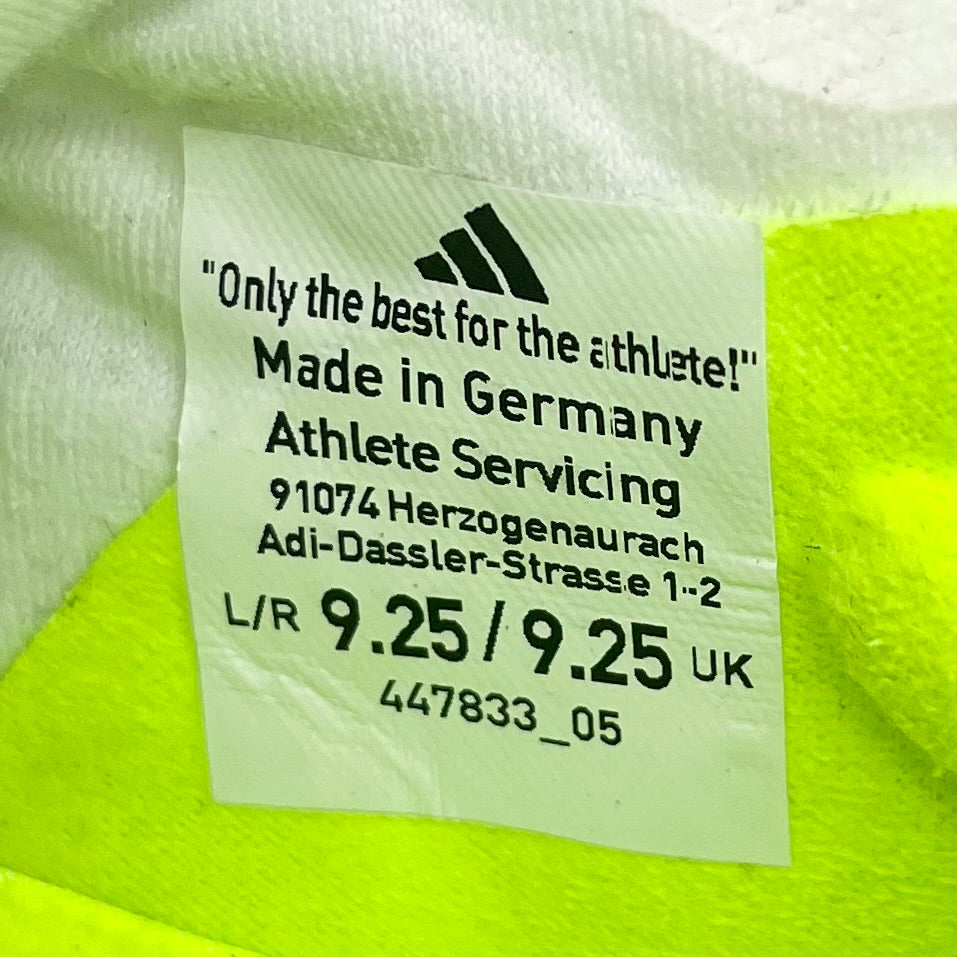 "Only the best for the athlete!"
Made in Germany
Athlete Servicing
91074 Herzogenaurach
Adi-Dassler-Strasse 1-2
L/R 9.25 / 9.25 UK
447833_05